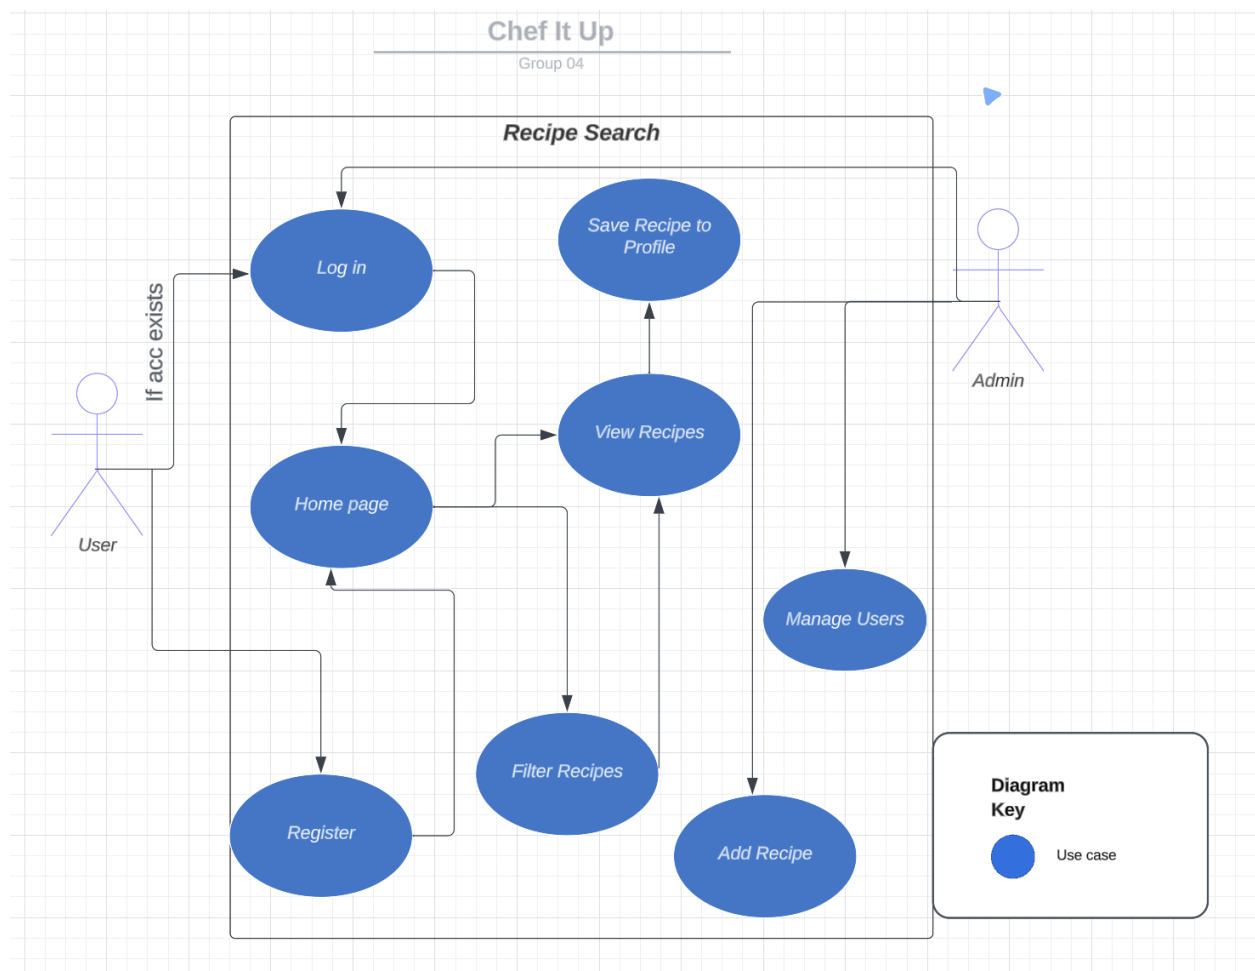 Chef It Up
Group 04
Recipe Search
Save Recipe to
Profile
Log in
If acc exists
Admin
View Recipes
Home page
User
Manage Users
Filter Recipes
Diagram
Key
Register
Add Recipe
Use case